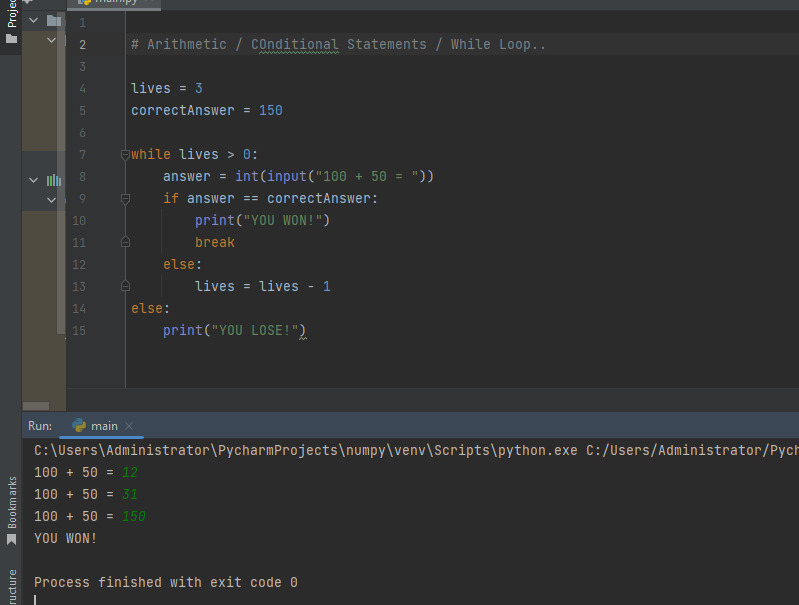 Project
main.py
1
2 # Arithmetic / COnditional Statements / While Loop..
3
4 lives = 3
5 correctAnswer = 150
6
7 while lives > 0:
8     answer = int(input("100 + 50 = "))
9     if answer == correctAnswer:
10         print("YOU WON!")
11         break
12     else:
13         lives = lives - 1
14 else:
15     print("YOU LOSE!")
Run: main
C:\Users\Administrator\PycharmProjects\numpy\venv\Scripts\python.exe C:/Users/Administrator/Pych
100 + 50 = 12
100 + 50 = 31
100 + 50 = 150
YOU WON!
Process finished with exit code 0
Bookmarks
ructure